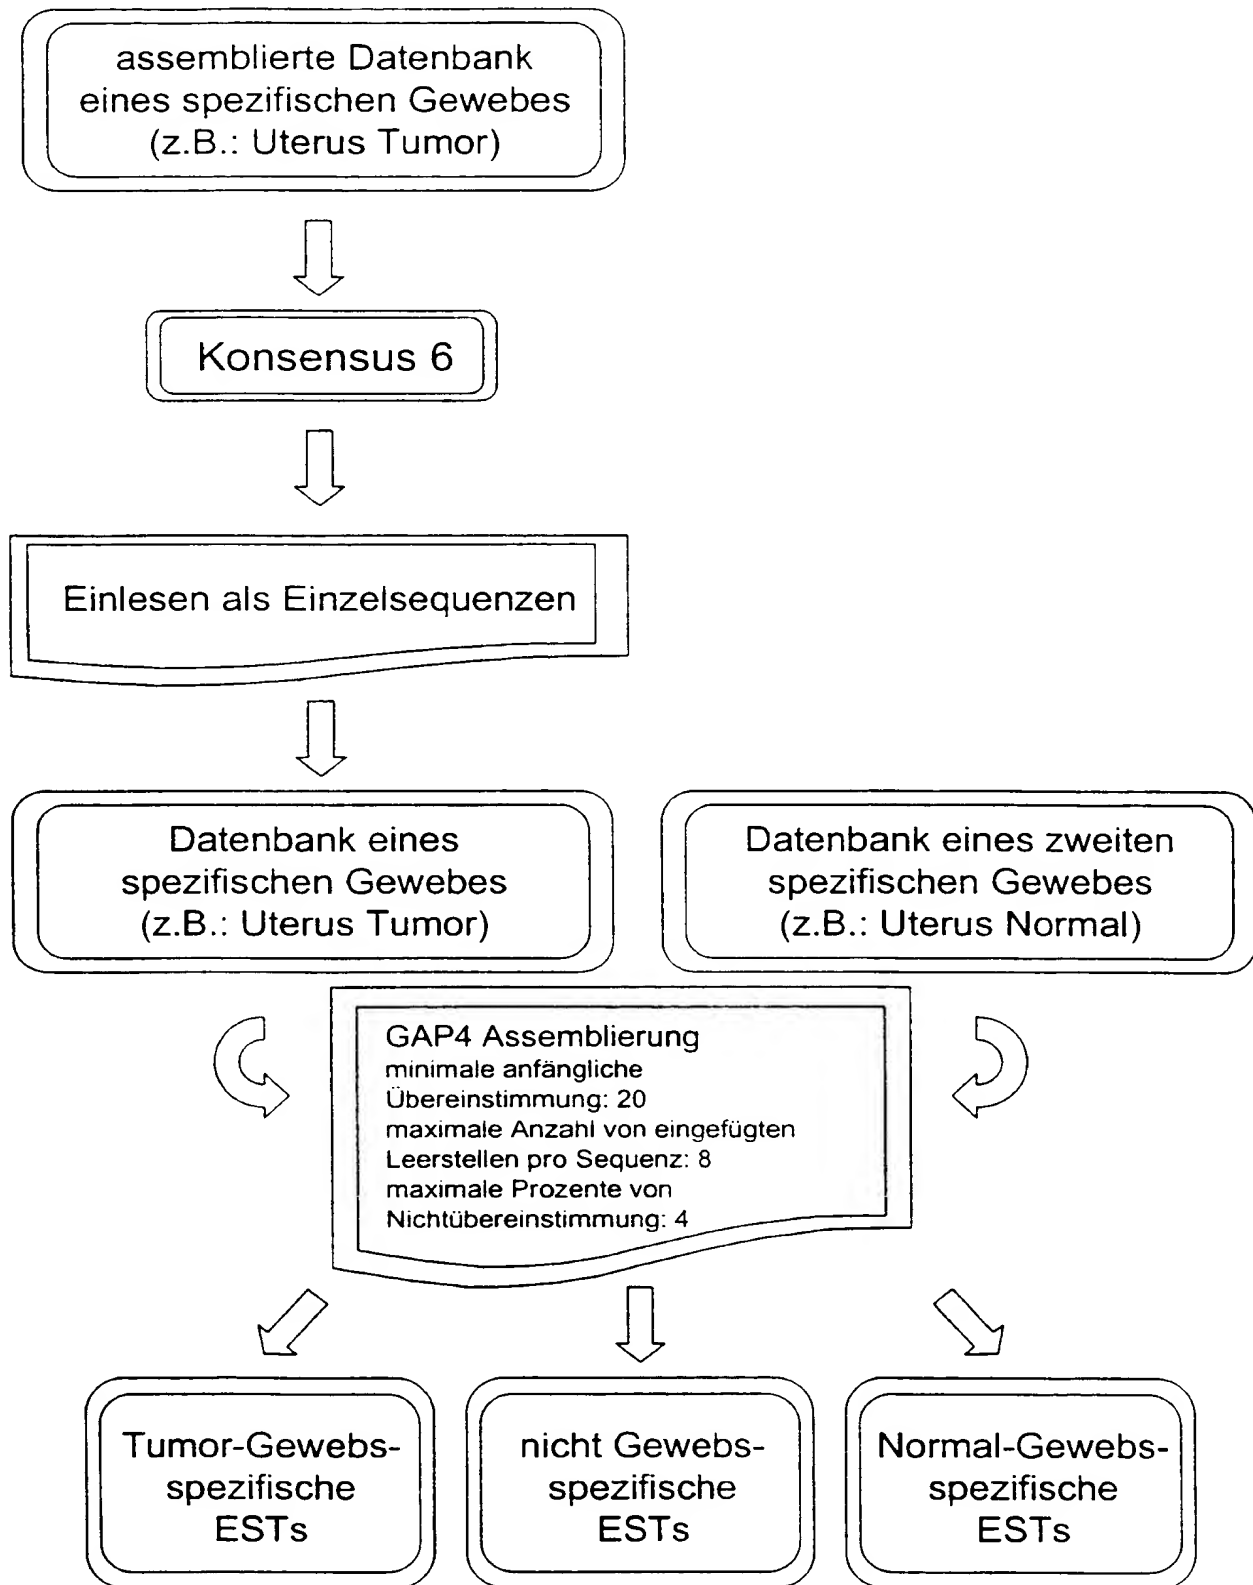 assemblierte Datenbank
eines spezifischen Gewebes
(z.B.: Uterus Tumor)
Konsensus 6
Einlesen als Einzelsequenzen
Datenbank eines
spezifischen Gewebes
(z.B.: Uterus Tumor)
Datenbank eines zweiten
spezifischen Gewebes
(z.B.: Uterus Normal)
GAP4 Assemblierung
minimale anfängliche
Übereinstimmung: 20
maximale Anzahl von eingefügten
Leerstellen pro Sequenz: 8
maximale Prozente von
Nichtübereinstimmung: 4
Tumor-Gewebs-
spezifische
ESTs
nicht Gewebs-
spezifische
ESTs
Normal-Gewebs-
spezifische
ESTs